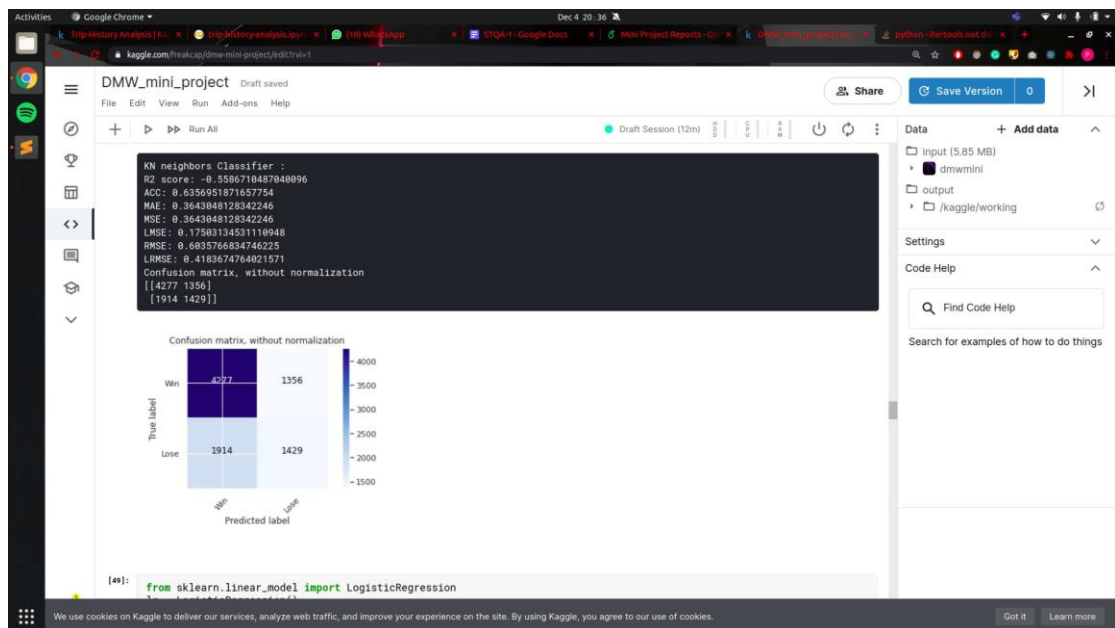 Activities Google Chrome Dec 4 20:36
Trip-History Analysis | Ka trip-history-analysis.ipyn (10) WhatsApp STQA-1 - Google Docs Mini Project Reports - G python - itertools not de
kaggle.com/freakcap/dmw-mini-project/edit?rvi=1
DMW_mini_project Draft saved
File Edit View Run Add-ons Help
Share
Save Version 0
Run All
Draft Session (12m)
HDD CPU RAM
KN neighbors Classifier :
R2 score: -0.5586710487040096
ACC: 0.6356951871657754
MAE: 0.3643048128342246
MSE: 0.3643048128342246
LMSE: 0.17503134531110948
RMSE: 0.6035766834746225
LRMSE: 0.4183674764021571
Confusion matrix, without normalization
[[4277 1356]
[1914 1429]]
Confusion matrix, without normalization
True label
Win
Lose
4277 1356
1914 1429
4000
3500
3000
2500
2000
1500
Win Lose
Predicted label
[49]:
from sklearn.linear_model import LogisticRegression
Data + Add data
input (5.85 MB)
dmwmini
output
/kaggle/working
Settings
Code Help
Find Code Help
Search for examples of how to do things
We use cookies on Kaggle to deliver our services, analyze web traffic, and improve your experience on the site. By using Kaggle, you agree to our use of cookies.
Got it Learn more